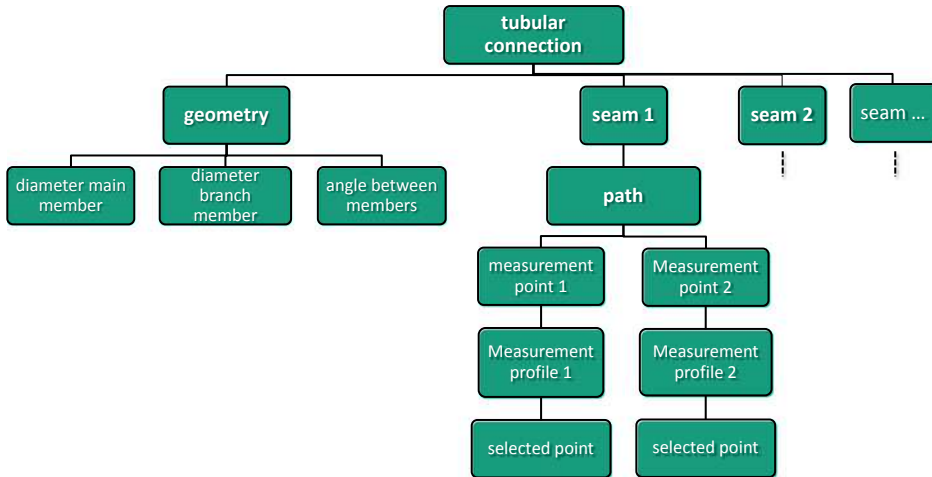 tubular
connection
geometry
seam 1
seam 2
seam ...
diameter main
member
diameter
branch
member
angle between
members
path
measurement
point 1
Measurement
point 2
Measurement
profile 1
Measurement
profile 2
selected point
selected point